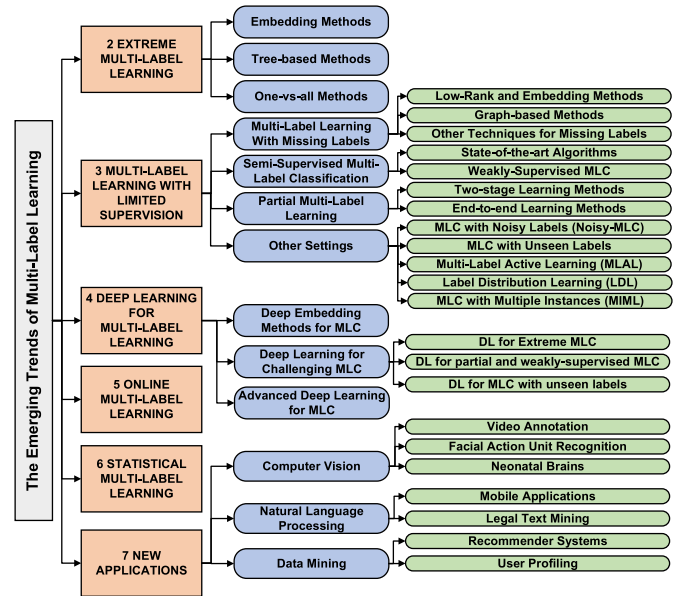 The Emerging Trends of Multi-Label Learning
2 EXTREME
MULTI-LABEL
LEARNING
Embedding Methods
Tree-based Methods
One-vs-all Methods
3 MULTI-LABEL
LEARNING WITH
LIMITED
SUPERVISION
Multi-Label Learning
With Missing Labels
Low-Rank and Embedding Methods
Graph-based Methods
Other Techniques for Missing Labels
Semi-Supervised Multi-
Label Classification
State-of-the-art Algorithms
Weakly-Supervised MLC
Partial Multi-Label
Learning
Two-stage Learning Methods
End-to-end Learning Methods
Other Settings
MLC with Noisy Labels (Noisy-MLC)
MLC with Unseen Labels
Multi-Label Active Learning (MLAL)
Label Distribution Learning (LDL)
MLC with Multiple Instances (MIML)
4 DEEP LEARNING
FOR
MULTI-LABEL
LEARNING
Deep Embedding
Methods for MLC
Deep Learning for
Challenging MLC
DL for Extreme MLC
DL for partial and weakly-supervised MLC
DL for MLC with unseen labels
Advanced Deep Learning
for MLC
5 ONLINE
MULTI-LABEL
LEARNING
6 STATISTICAL
MULTI-LABEL
LEARNING
7 NEW
APPLICATIONS
Computer Vision
Video Annotation
Facial Action Unit Recognition
Neonatal Brains
Natural Language
Processing
Mobile Applications
Legal Text Mining
Data Mining
Recommender Systems
User Profiling